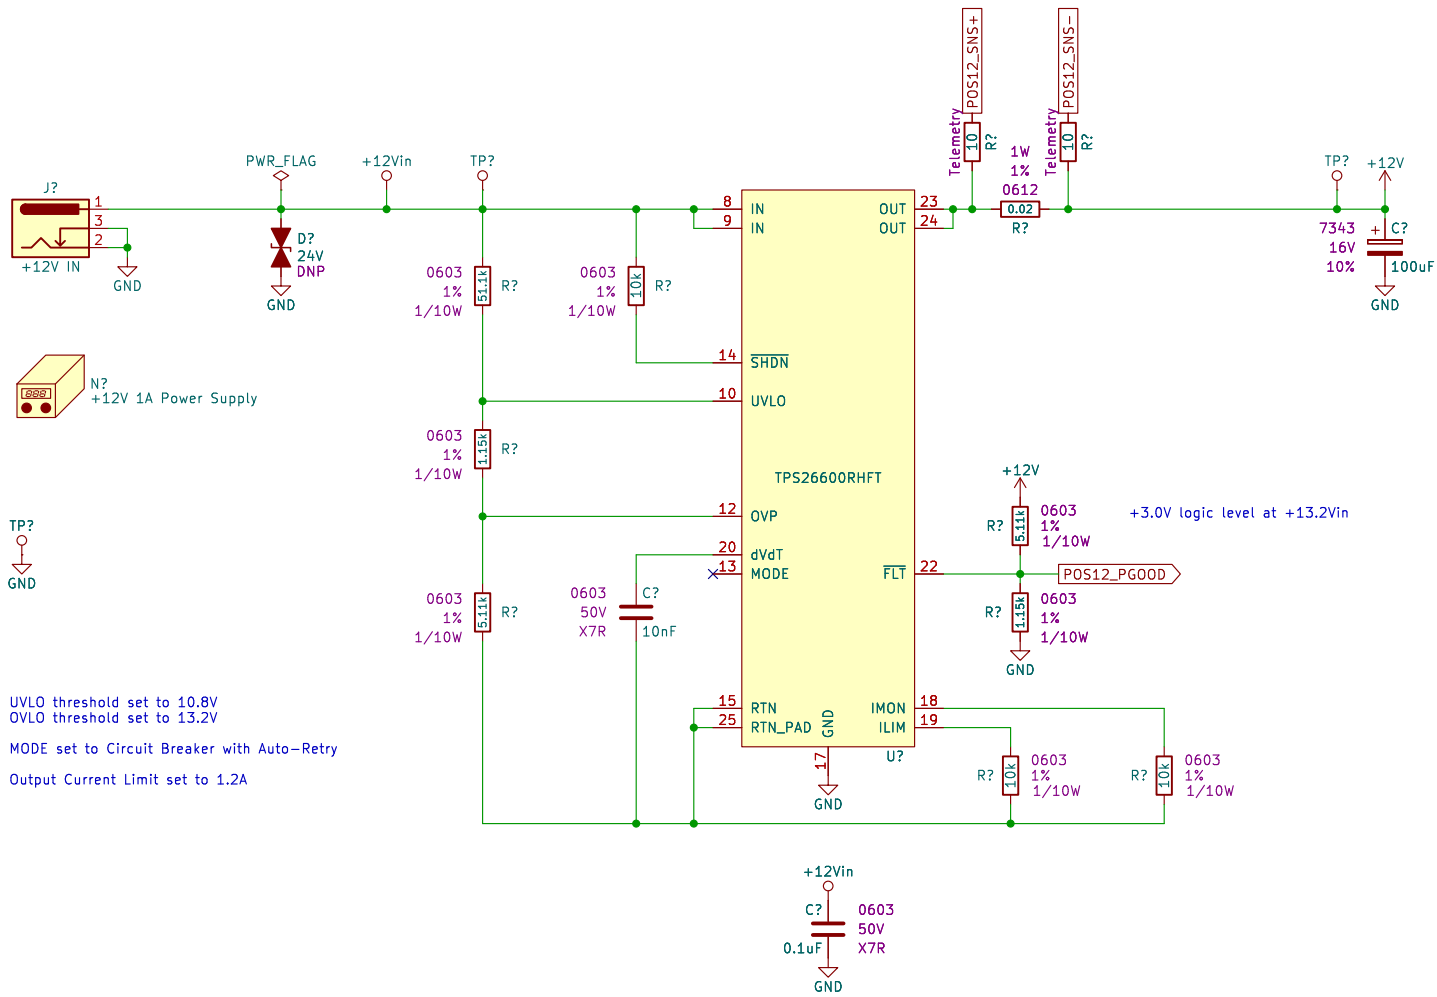 POS12_SNS+
POS12_SNS-
Telemetry
10
R?
Telemetry
10
R?
PWR_FLAG
+12Vin
TP?
1W
1%
0612
0.02
R?
TP?
+12V
J?
1
3
2
+12V IN
GND
D?
24V
DNP
GND
8
IN
9
IN
OUT
23
OUT
24
7343
16V
10%
+
C?
100uF
GND
0603
1%
1/10W
51.1k
R?
0603
1%
1/10W
10k
R?
14
SHDN
10
UVLO
N?
+12V 1A Power Supply
888
0603
1%
1/10W
1.15k
R?
TPS26600RHFT
+12V
R?
5.11k
0603
1%
1/10W
+3.0V logic level at +13.2Vin
12
OVP
20
dVdT
13
MODE
FLT
22
POS12_PGOOD
TP?
GND
0603
1%
1/10W
5.11k
R?
0603
50V
X7R
C?
10nF
R?
1.15k
0603
1%
1/10W
GND
UVLO threshold set to 10.8V
OVLO threshold set to 13.2V
MODE set to Circuit Breaker with Auto-Retry
Output Current Limit set to 1.2A
15
RTN
25
RTN_PAD
GND
17
IMON
18
ILIM
19
U?
GND
R?
10k
0603
1%
1/10W
R?
10k
0603
1%
1/10W
+12Vin
C?
0.1uF
0603
50V
X7R
GND